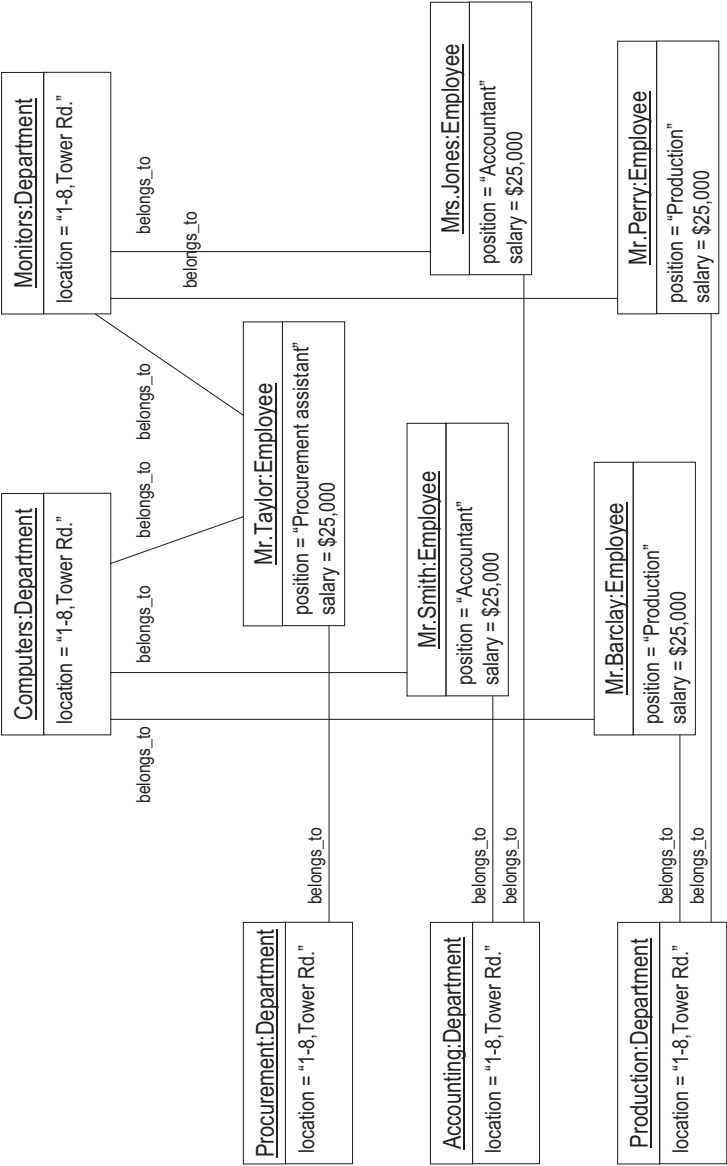 Computers:Department
location = “1-8,Tower Rd.”
Monitors:Department
location = “1-8,Tower Rd.”
belongs_to
belongs_to
belongs_to
belongs_to
belongs_to
belongs_to
Procurement:Department
location = “1-8,Tower Rd.”
belongs_to
Mr.Taylor:Employee
position = “Procurement assistant”
salary = $25,000
Accounting:Department
location = “1-8,Tower Rd.”
belongs_to
belongs_to
Mr.Smith:Employee
position = “Accountant”
salary = $25,000
Mrs.Jones:Employee
position = “Accountant”
salary = $25,000
Production:Department
location = “1-8,Tower Rd.”
belongs_to
belongs_to
Mr.Barclay:Employee
position = “Production”
salary = $25,000
Mr.Perry:Employee
position = “Production”
salary = $25,000